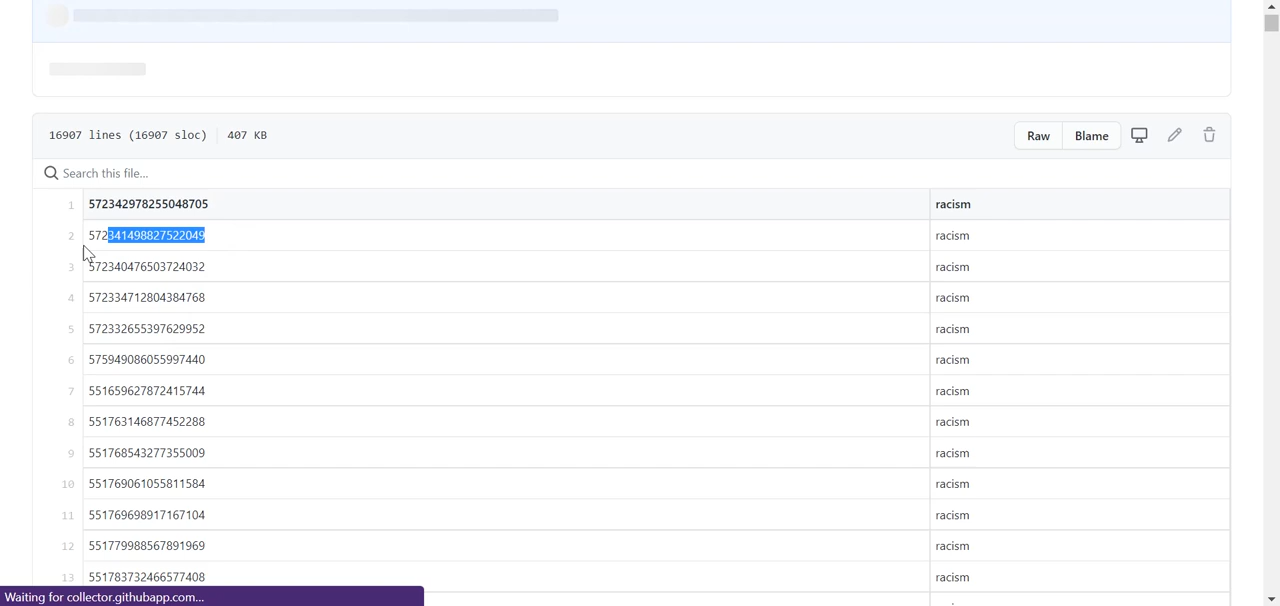 16907 lines (16907 sloc) 407 KB Raw Blame
Search this file...
1 572342978255048705 racism
2 572341498827522049 racism
3 572340476503724032 racism
4 572334712804384768 racism
5 572332655397629952 racism
6 575949086055997440 racism
7 551659627872415744 racism
8 551763146877452288 racism
9 551768543277355009 racism
10 551769061055811584 racism
11 551769698917167104 racism
12 551779988567891969 racism
13 551783732466577408 racism
Waiting for collector.githubapp.com...